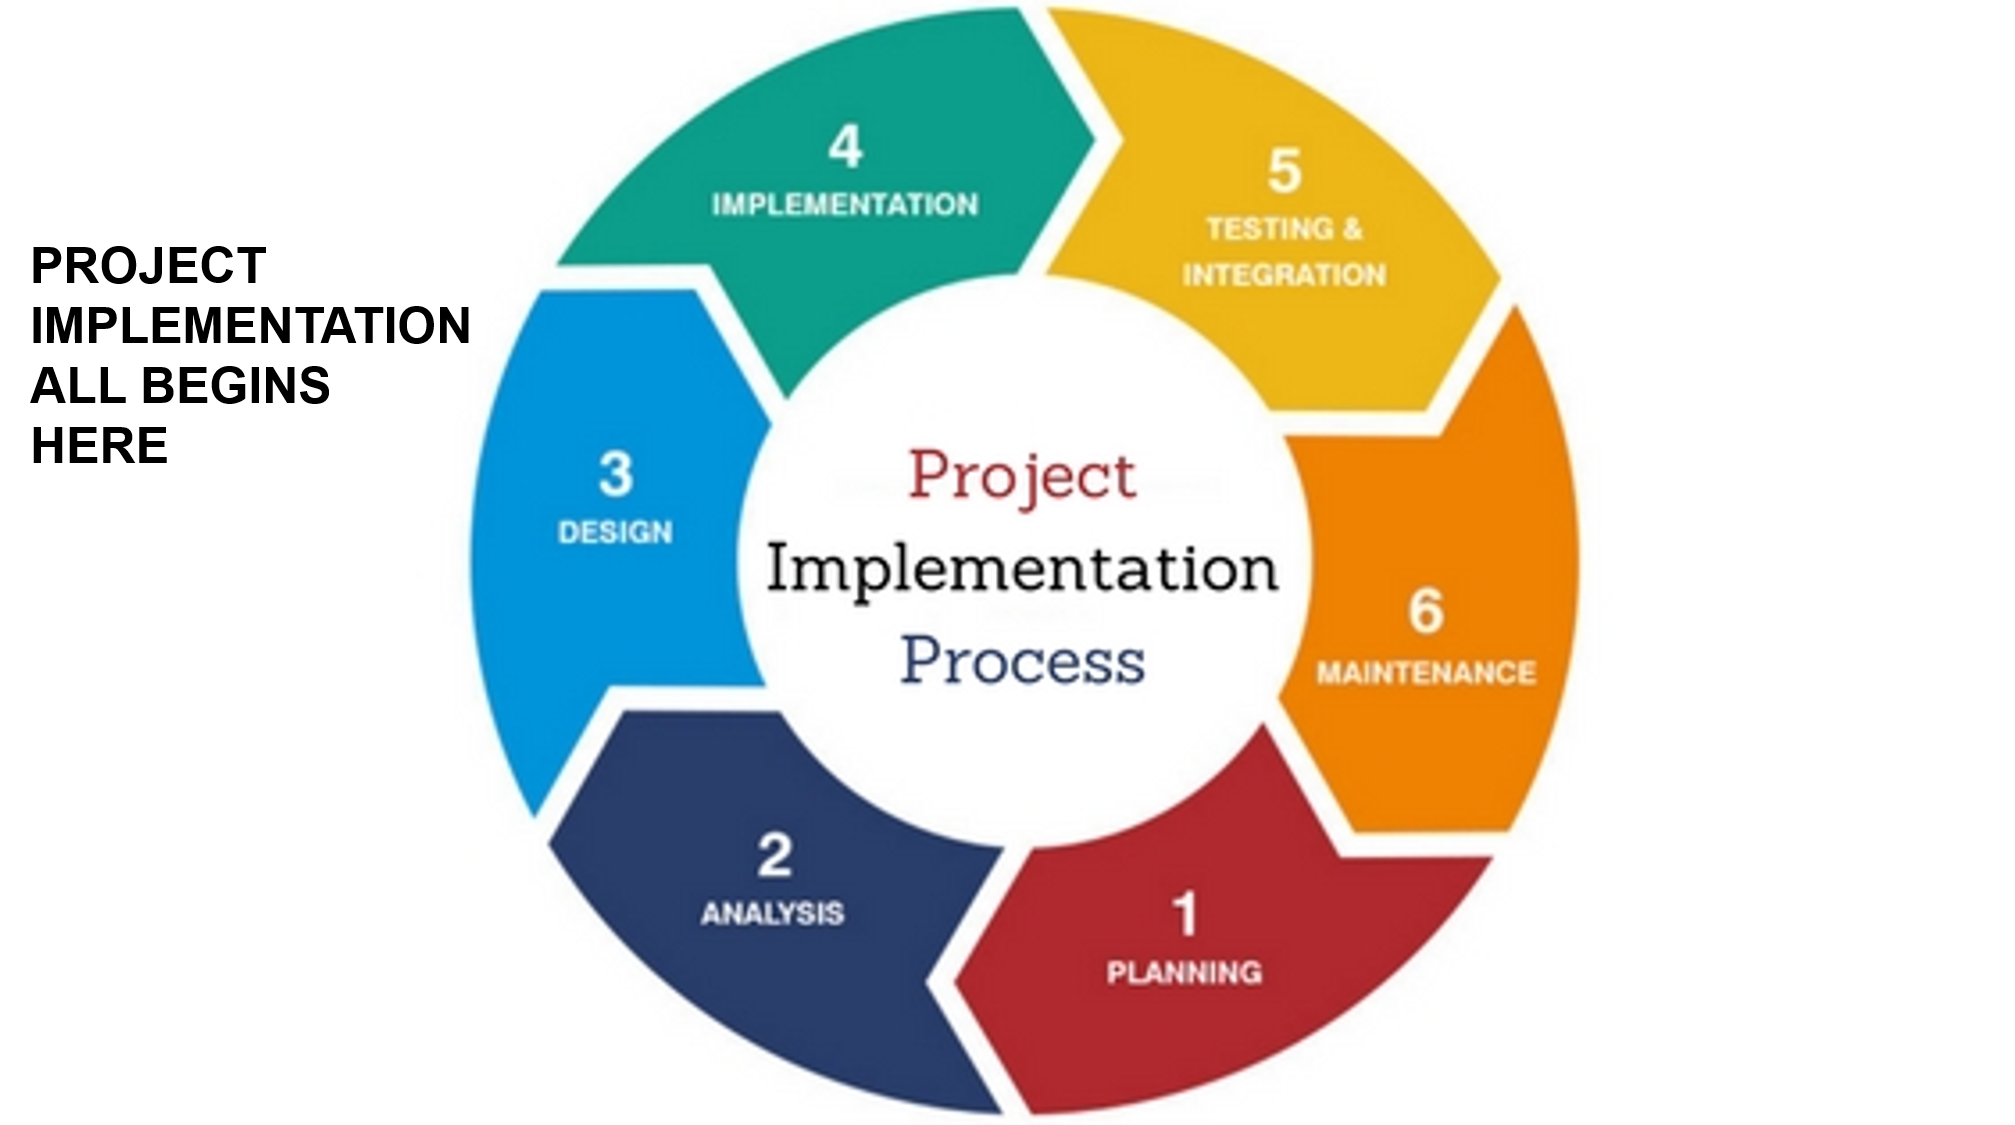 PROJECT
IMPLEMENTATION
ALL BEGINS
HERE
4
IMPLEMENTATION
5
TESTING &
INTEGRATION
3
DESIGN
Project
Implementation
Process
6
MAINTENANCE
2
ANALYSIS
1
PLANNING